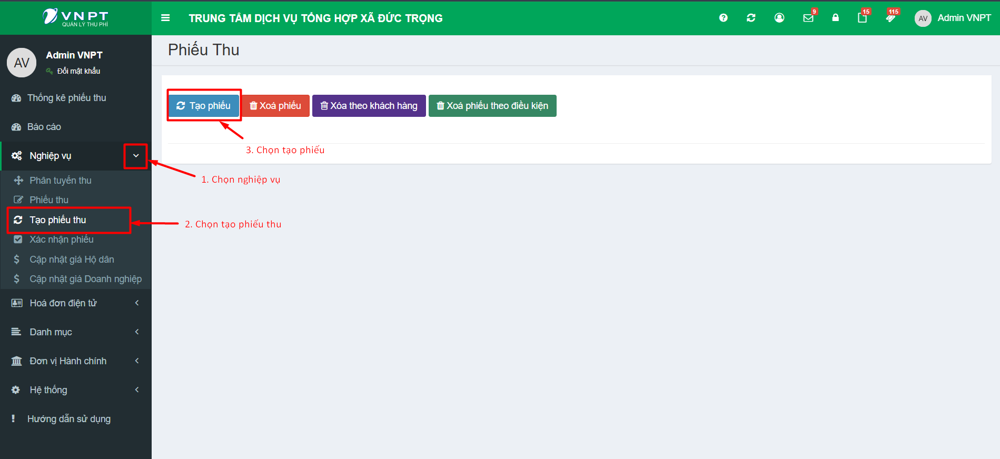 VNPT
QUẢN LÝ THU PHÍ
TRUNG TÂM DỊCH VỤ TỔNG HỢP XÃ ĐỨC TRỌNG
9
15
115
AV
Admin VNPT
AV
Admin VNPT
Đổi mật khẩu
Thống kê phiếu thu
Báo cáo
Nghiệp vụ
Phân tuyến thu
Phiếu thu
Tạo phiếu thu
Xác nhận phiếu
Cập nhật giá Hộ dân
Cập nhật giá Doanh nghiệp
Hoá đơn điện tử
Danh mục
Đơn vị Hành chính
Hệ thống
Hướng dẫn sử dụng
Phiếu Thu
Tạo phiếu
Xoá phiếu
Xóa theo khách hàng
Xoá phiếu theo điều kiện
3. Chọn tạo phiếu
1. Chọn nghiệp vụ
2. Chọn tạo phiếu thu